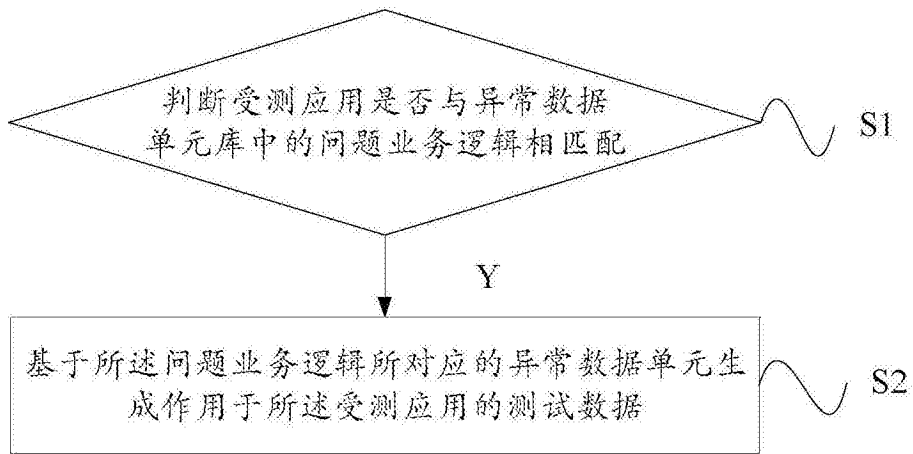 判断受测应用是否与异常数据
单元库中的问题业务逻辑相匹配
S1
Y
基于所述问题业务逻辑所对应的异常数据单元生
成作用于所述受测应用的测试数据
S2